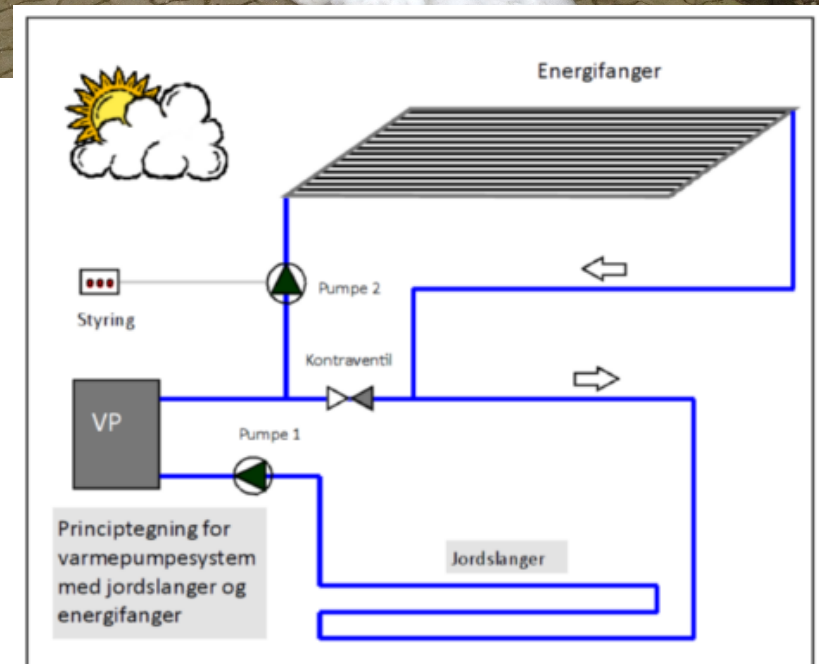 Energifanger
Pumpe 2
Styring
Kontraventil
VP
Pumpe 1
Principtegning for
varmepumpesystem
med jordslanger og
energifanger
Jordslanger